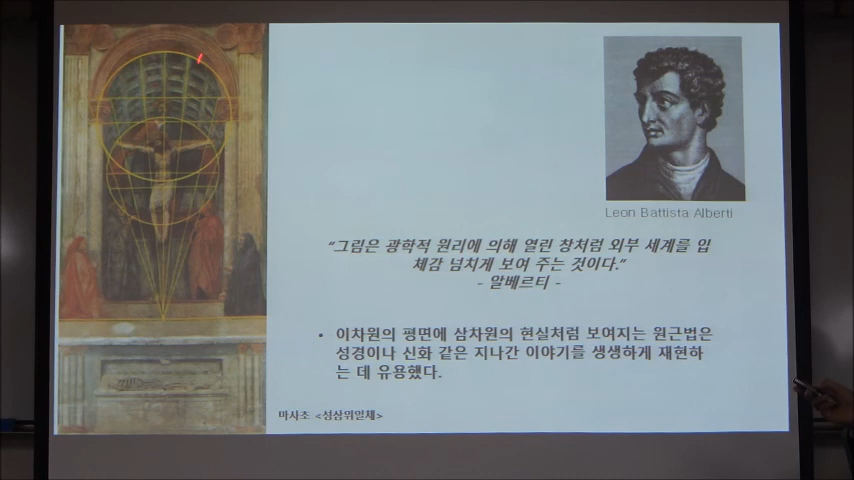 Leon Battista Alberti
“그림은 광학적 원리에 의해 열린 창처럼 외부 세계를 입
체감 넘치게 보여 주는 것이다.”
- 알베르티 -
• 이차원의 평면에 삼차원의 현실처럼 보여지는 원근법은
성경이나 신화 같은 지나간 이야기를 생생하게 재현하
는 데 유용했다.
마사초 <성삼위일체>